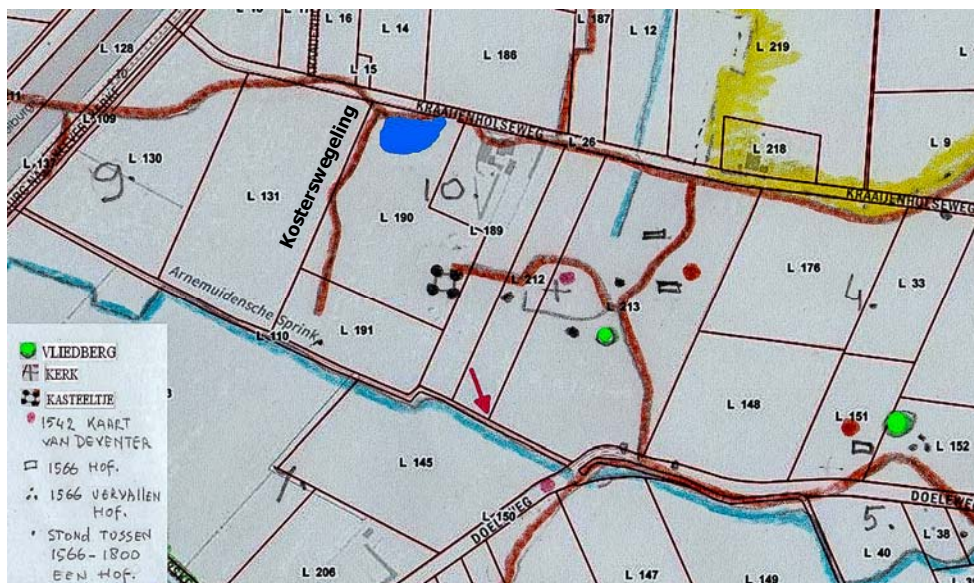 L 16
L 14
L 187
L 12
L 219
L 128
L 186
L 15
L 109
KRAAIJENHOLSEWEG
L 26
L 218
L 9
L 130
9
L 131
Kosterswegeling
10
L 190
L 189
KRAAIJENHOLSEWEG
L 176
L 33
4.
L 212
L 213
Arnemuidensche Sprink
L 110
L 191
L 148
L 151
L 152
L 145
DOELEWEG
L 150
DOELEWEG
5.
L 38
L 40
L 206
L 147
L 149
VLIEDBERG
KERK
KASTEELTJE
1542 KAART
VAN DEVENTER
1566 HOF.
1566 VERVALLEN
HOF.
STOND TUSSEN
1566-1800
EEN HOF.